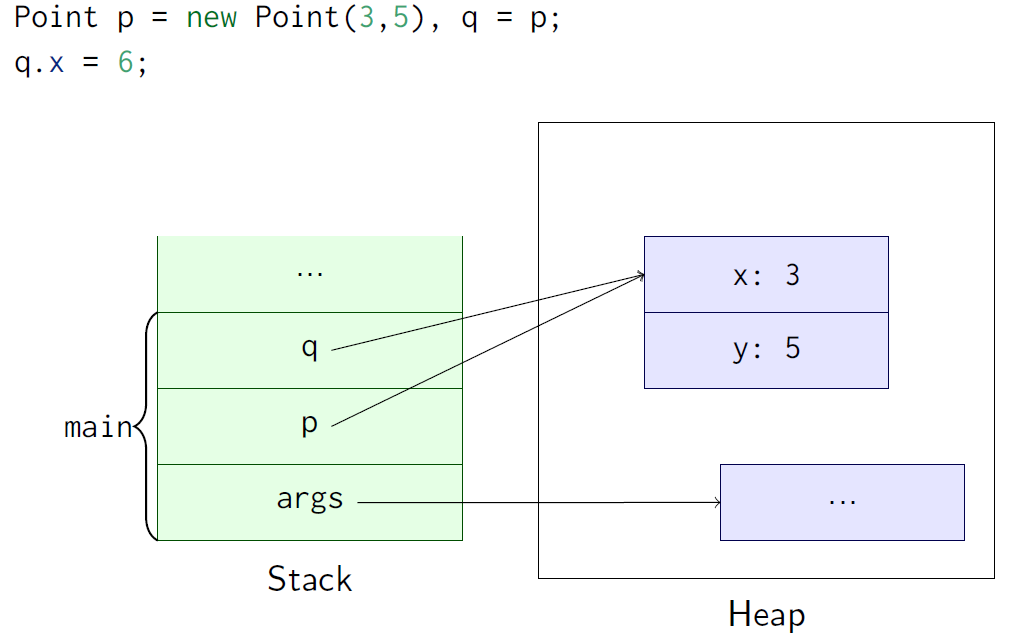 Point p = new Point(3,5), q = p;
q.x = 6;
...
x: 3
q
y: 5
p
main
args
...
Stack
Heap